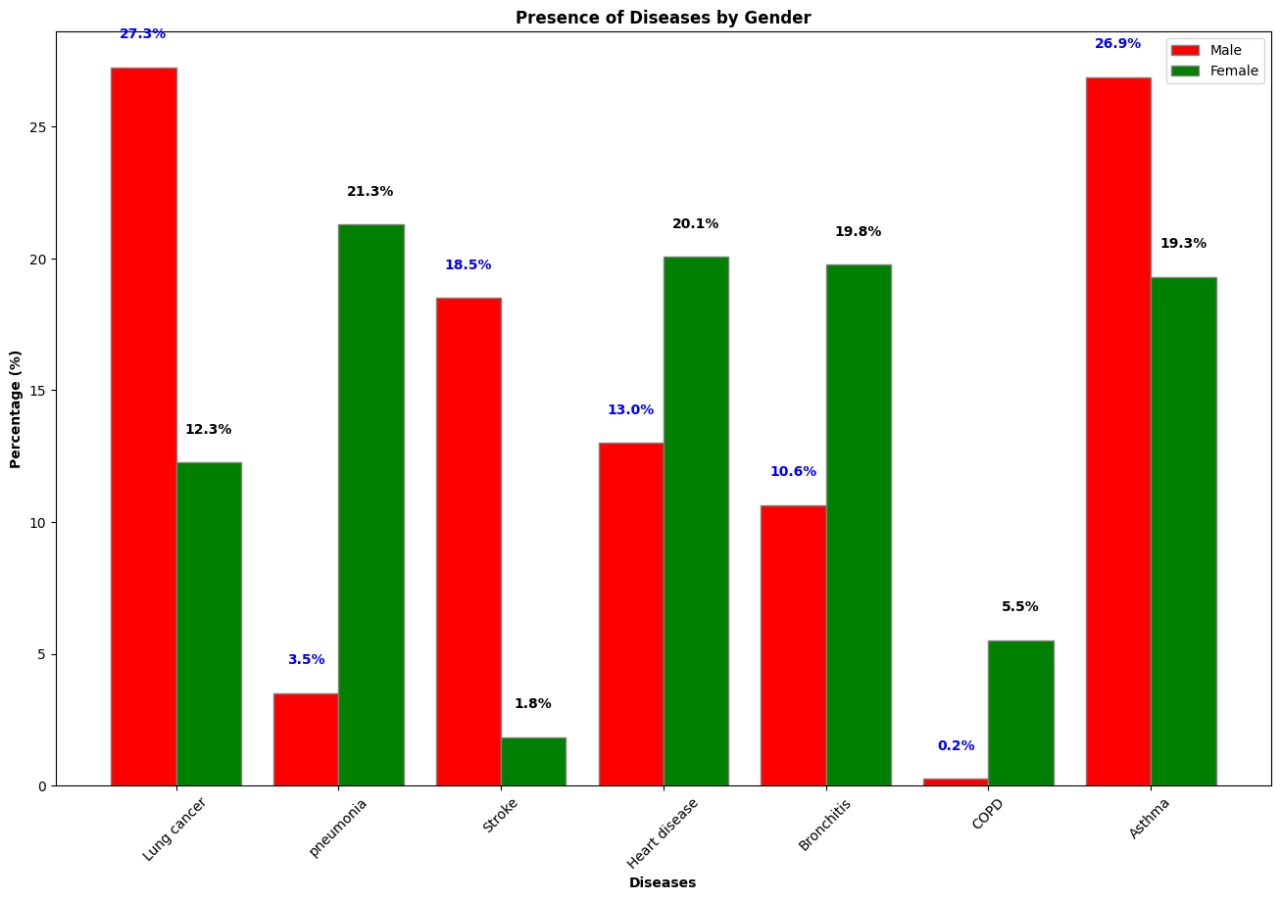 Presence of Diseases by Gender
27.3%
26.9%
Male
Female
21.3%
20.1%
19.8%
19.3%
18.5%
13.0%
12.3%
10.6%
5.5%
3.5%
1.8%
0.2%
25
20
15
10
5
0
Percentage (%)
Lung cancer
pneumonia
Stroke
Heart disease
Bronchitis
COPD
Asthma
Diseases